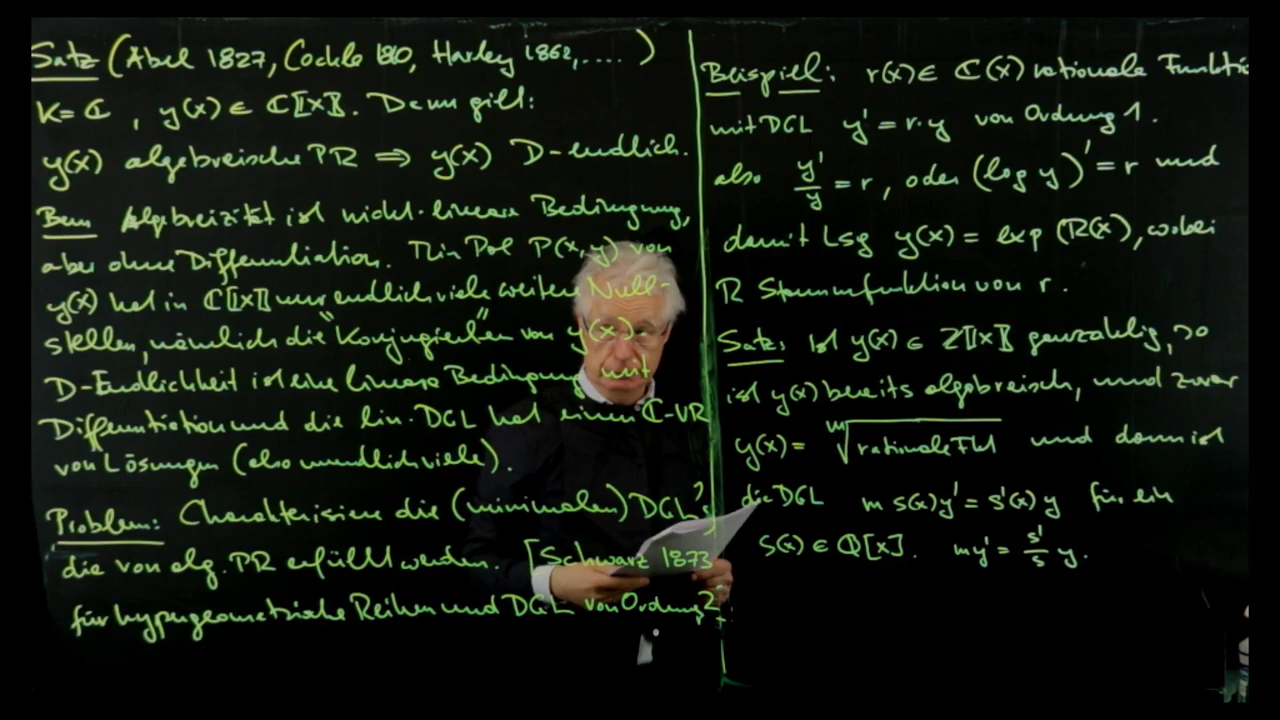 Satz (Abel 1827, Cockle 1860, Harley 1862, .... )
K = ℂ , y(x) ∈ ℂ⟦x⟧. Dann gilt:
y(x) algebraische PR ⇒ y(x) D-endlich.
Bem Algebraizität ist nicht-lineare Bedingung,
aber ohne Differentiation. Min Pol P(x,y) von
y(x) hat in ℂ⟦x⟧ nur endlich viele weitere Null-
stellen, nämlich die "Konjugierten" von y(x).
D-Endlichkeit ist eine lineare Bedingung mit
Differentiation und die lin. DGL hat einen ℂ-VR
von Lösungen (also unendlich viele).
Problem: Charakterisiere die (minimalen) DGL's
die von alg. PR erfüllt werden. [Schwarz 1873
für hypergeometrische Reihen und DGL von Ordnung 2
Beispiel: r(x) ∈ ℂ(x) rationale Funktio
mit DGL y' = r·y von Ordnung 1.
also y'/y = r, oder (log y)' = r und
damit Lsg y(x) = exp (R(x)), wobei
R Stammfunktion von r.
Satz: Ist y(x) ∈ ℤ⟦x⟧ ganzzahlig, so
ist y(x) bereits algebraisch, und zwar
y(x) = ᵐ√rationale Fkt und dann ist
die DGL m s(x) y' = s'(x) y für ein
s(x) ∈ ℚ[x]. my' = s'/s y.